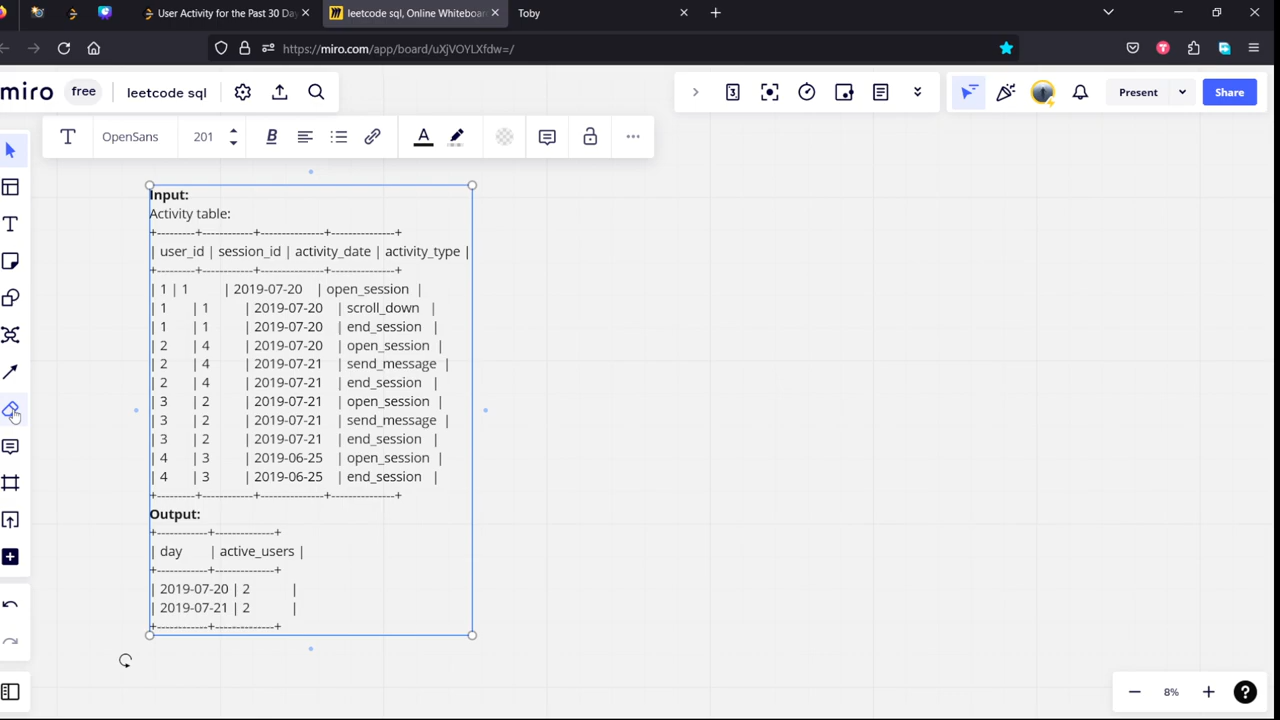 User Activity for the Past 30 Da
leetcode sql, Online Whiteboar
Toby
https://miro.com/app/board/uXjVOYLXfdw=/
miro
free
leetcode sql
3
Present
Share
OpenSans
201
B
A
Input:
Activity table:
+---------+------------+---------------+---------------+
| user_id | session_id | activity_date | activity_type |
+---------+------------+---------------+---------------+
| 1 | 1 | 2019-07-20 | open_session |
| 1 | 1 | 2019-07-20 | scroll_down |
| 1 | 1 | 2019-07-20 | end_session |
| 2 | 4 | 2019-07-20 | open_session |
| 2 | 4 | 2019-07-21 | send_message |
| 2 | 4 | 2019-07-21 | end_session |
| 3 | 2 | 2019-07-21 | open_session |
| 3 | 2 | 2019-07-21 | send_message |
| 3 | 2 | 2019-07-21 | end_session |
| 4 | 3 | 2019-06-25 | open_session |
| 4 | 3 | 2019-06-25 | end_session |
+---------+------------+---------------+---------------+
Output:
+------------+--------------+
| day | active_users |
+------------+--------------+
| 2019-07-20 | 2 |
| 2019-07-21 | 2 |
+------------+--------------+
8%